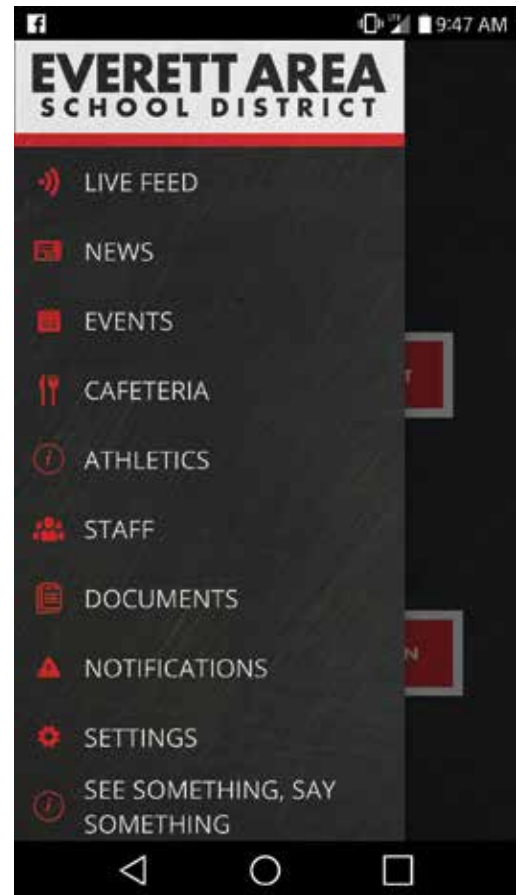 9:47 AM
EVERETT AREA
SCHOOL DISTRICT
LIVE FEED
NEWS
EVENTS
CAFETERIA
ATHLETICS
STAFF
DOCUMENTS
NOTIFICATIONS
SETTINGS
SEE SOMETHING, SAY
SOMETHING
T
N